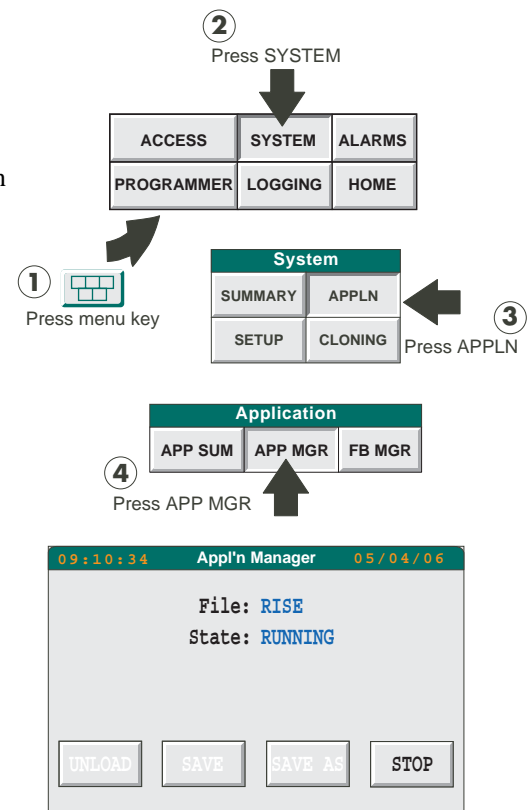 2
Press SYSTEM
ACCESS SYSTEM ALARMS
n
PROGRAMMER LOGGING HOME
1
Press menu key
System
SUMMARY APPLN
3
SETUP CLONING
Press APPLN
Application
APP SUM APP MGR FB MGR
4
Press APP MGR
09:10:34 Appl'n Manager 05/04/06
File: RISE
State: RUNNING
UNLOAD SAVE SAVE AS STOP